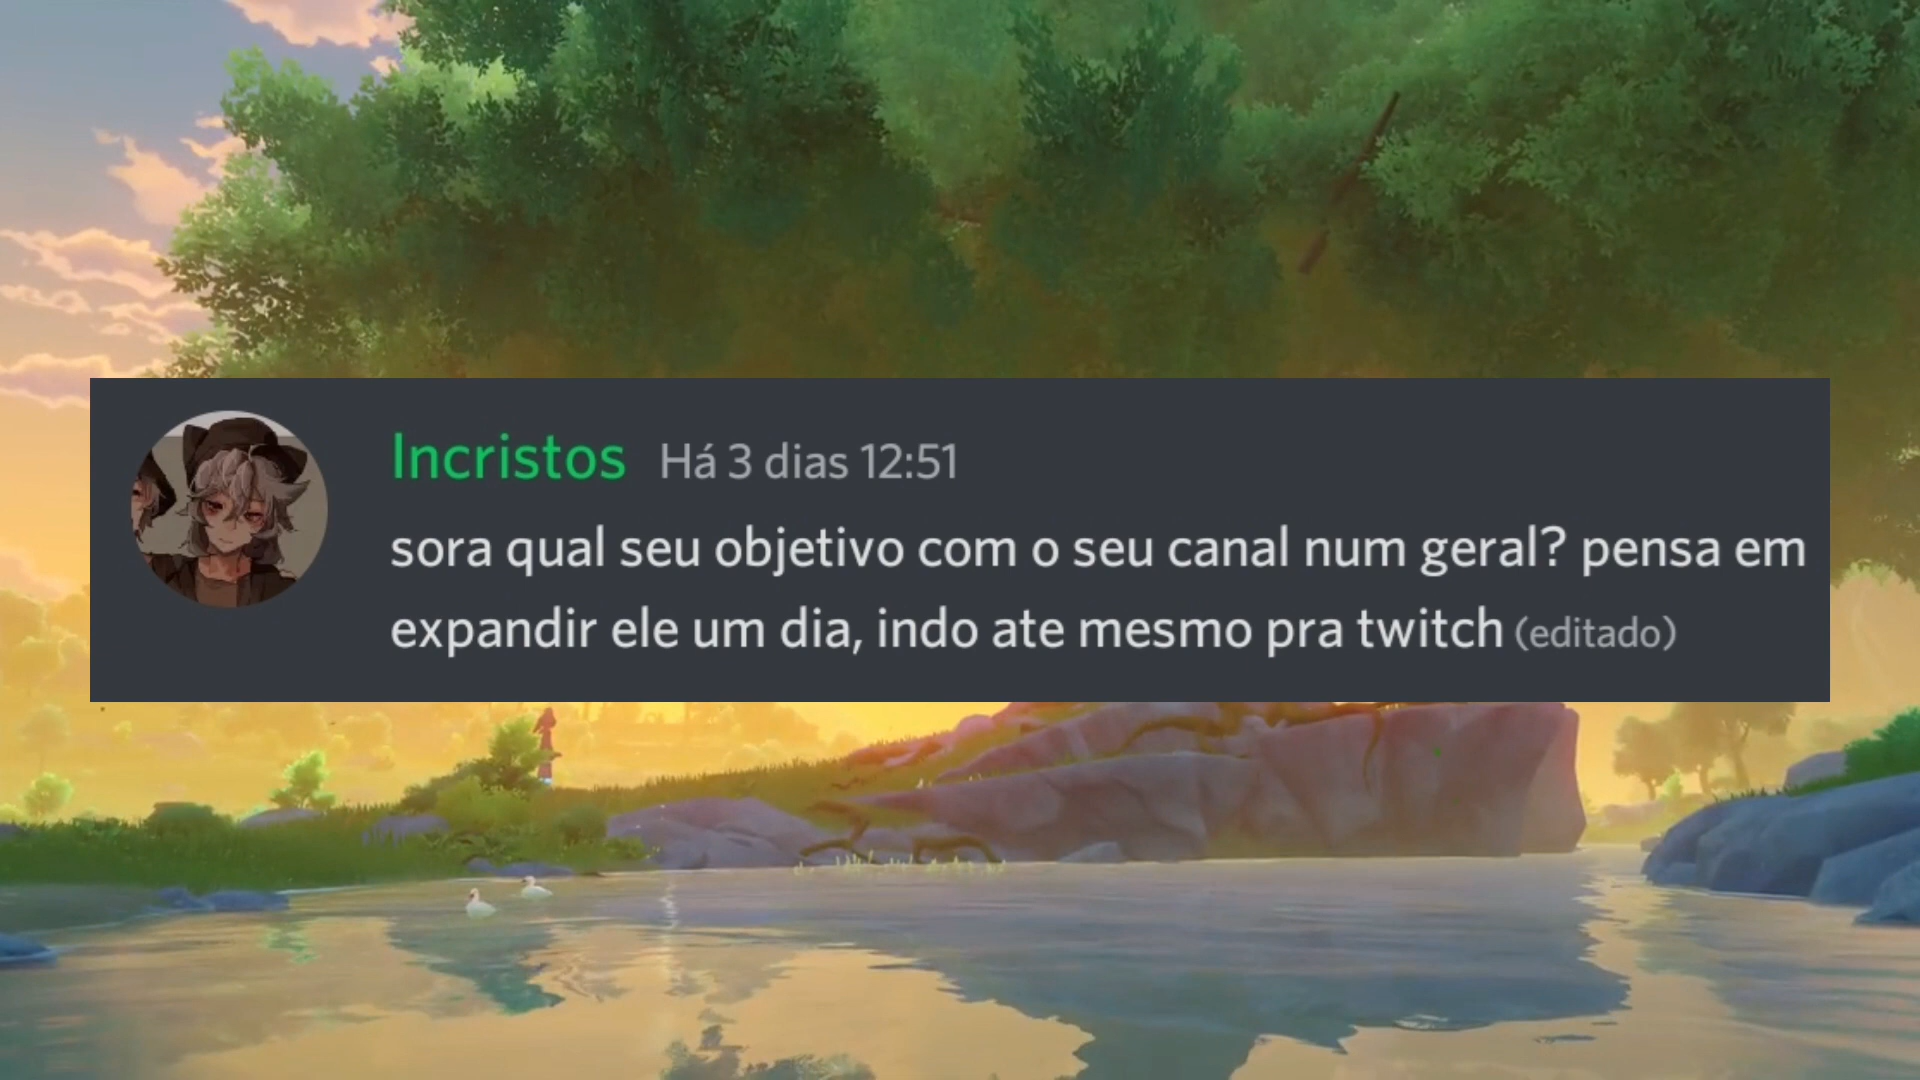 Incristos Há 3 dias 12:51
sora qual seu objetivo com o seu canal num geral? pensa em
expandir ele um dia, indo ate mesmo pra twitch (editado)